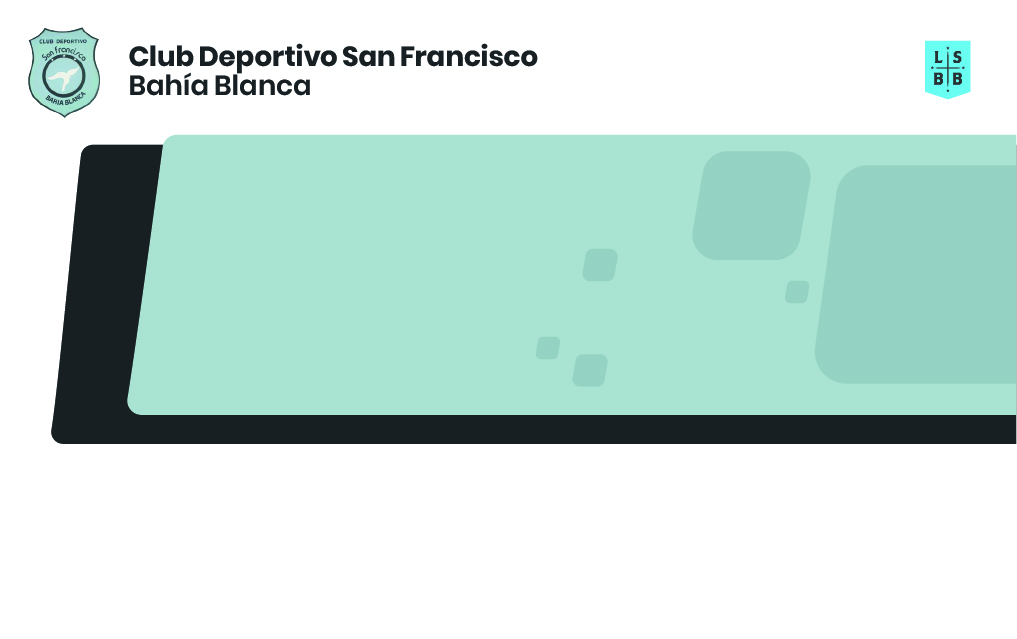 CLUB DEPORTIVO
San Francisco
BAHIA BLANCA
Club Deportivo San Francisco
Bahía Blanca
L S
B B